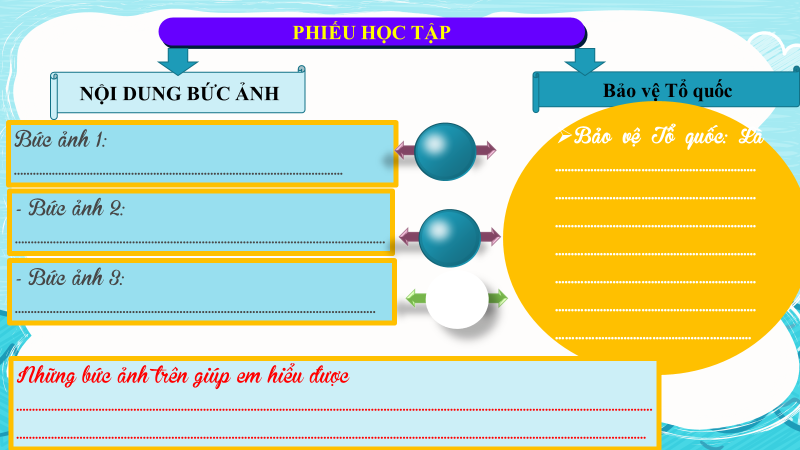 PHIẾU HỌC TẬP
NỘI DUNG BỨC ẢNH
Bảo vệ Tổ quốc
Bức ảnh 1:
- Bức ảnh 2:
- Bức ảnh 3:
➢Bảo vệ Tổ quốc: Là
Những bức ảnh trên giúp em hiểu được